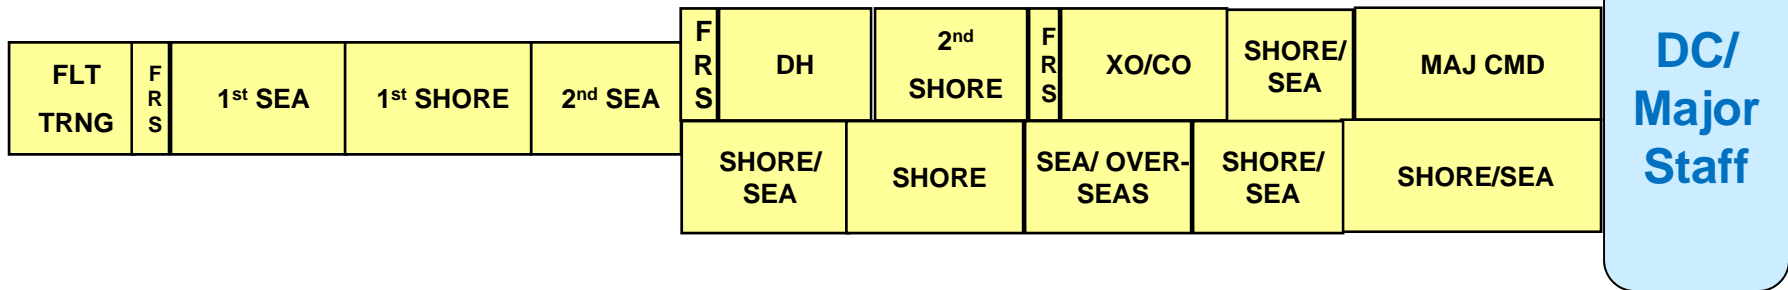 FLT
TRNG
F
R
S
1st SEA
1st SHORE
2nd SEA
F
R
S
DH
2nd
SHORE
F
R
S
XO/CO
SHORE/
SEA
MAJ CMD
SHORE/
SEA
SHORE
SEA/ OVER-
SEAS
SHORE/
SEA
SHORE/SEA
DC/
Major
Staff